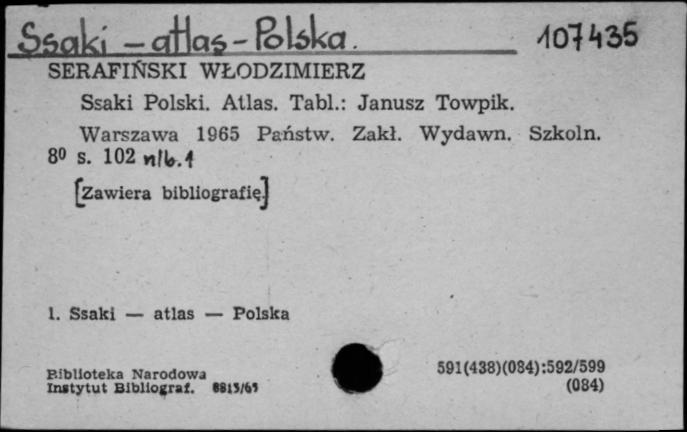 Ssaki – atlas – Polska. 107435
SERAFIŃSKI WŁODZIMIERZ
Ssaki Polski. Atlas. Tabl.: Janusz Towpik.
Warszawa 1965 Państw. Zakł. Wydawn. Szkoln.
8⁰ s. 102 nlb. 1
[Zawiera bibliografię.]
1. Ssaki — atlas — Polska
Biblioteka Narodowa
Instytut Bibliograf. 8815/65
591(438)(084):592/599
(084)